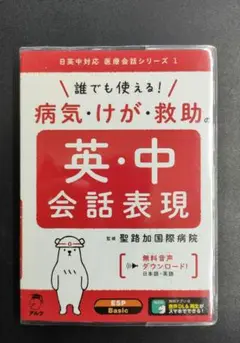 日英中対応 医療会話シリーズ 1
誰でも使える!
病気・けが・救助の
英・中
会話表現
監修 聖路加国際病院
無料音声
ダウンロード!
日本語・英語
アルク
ESP
Basic